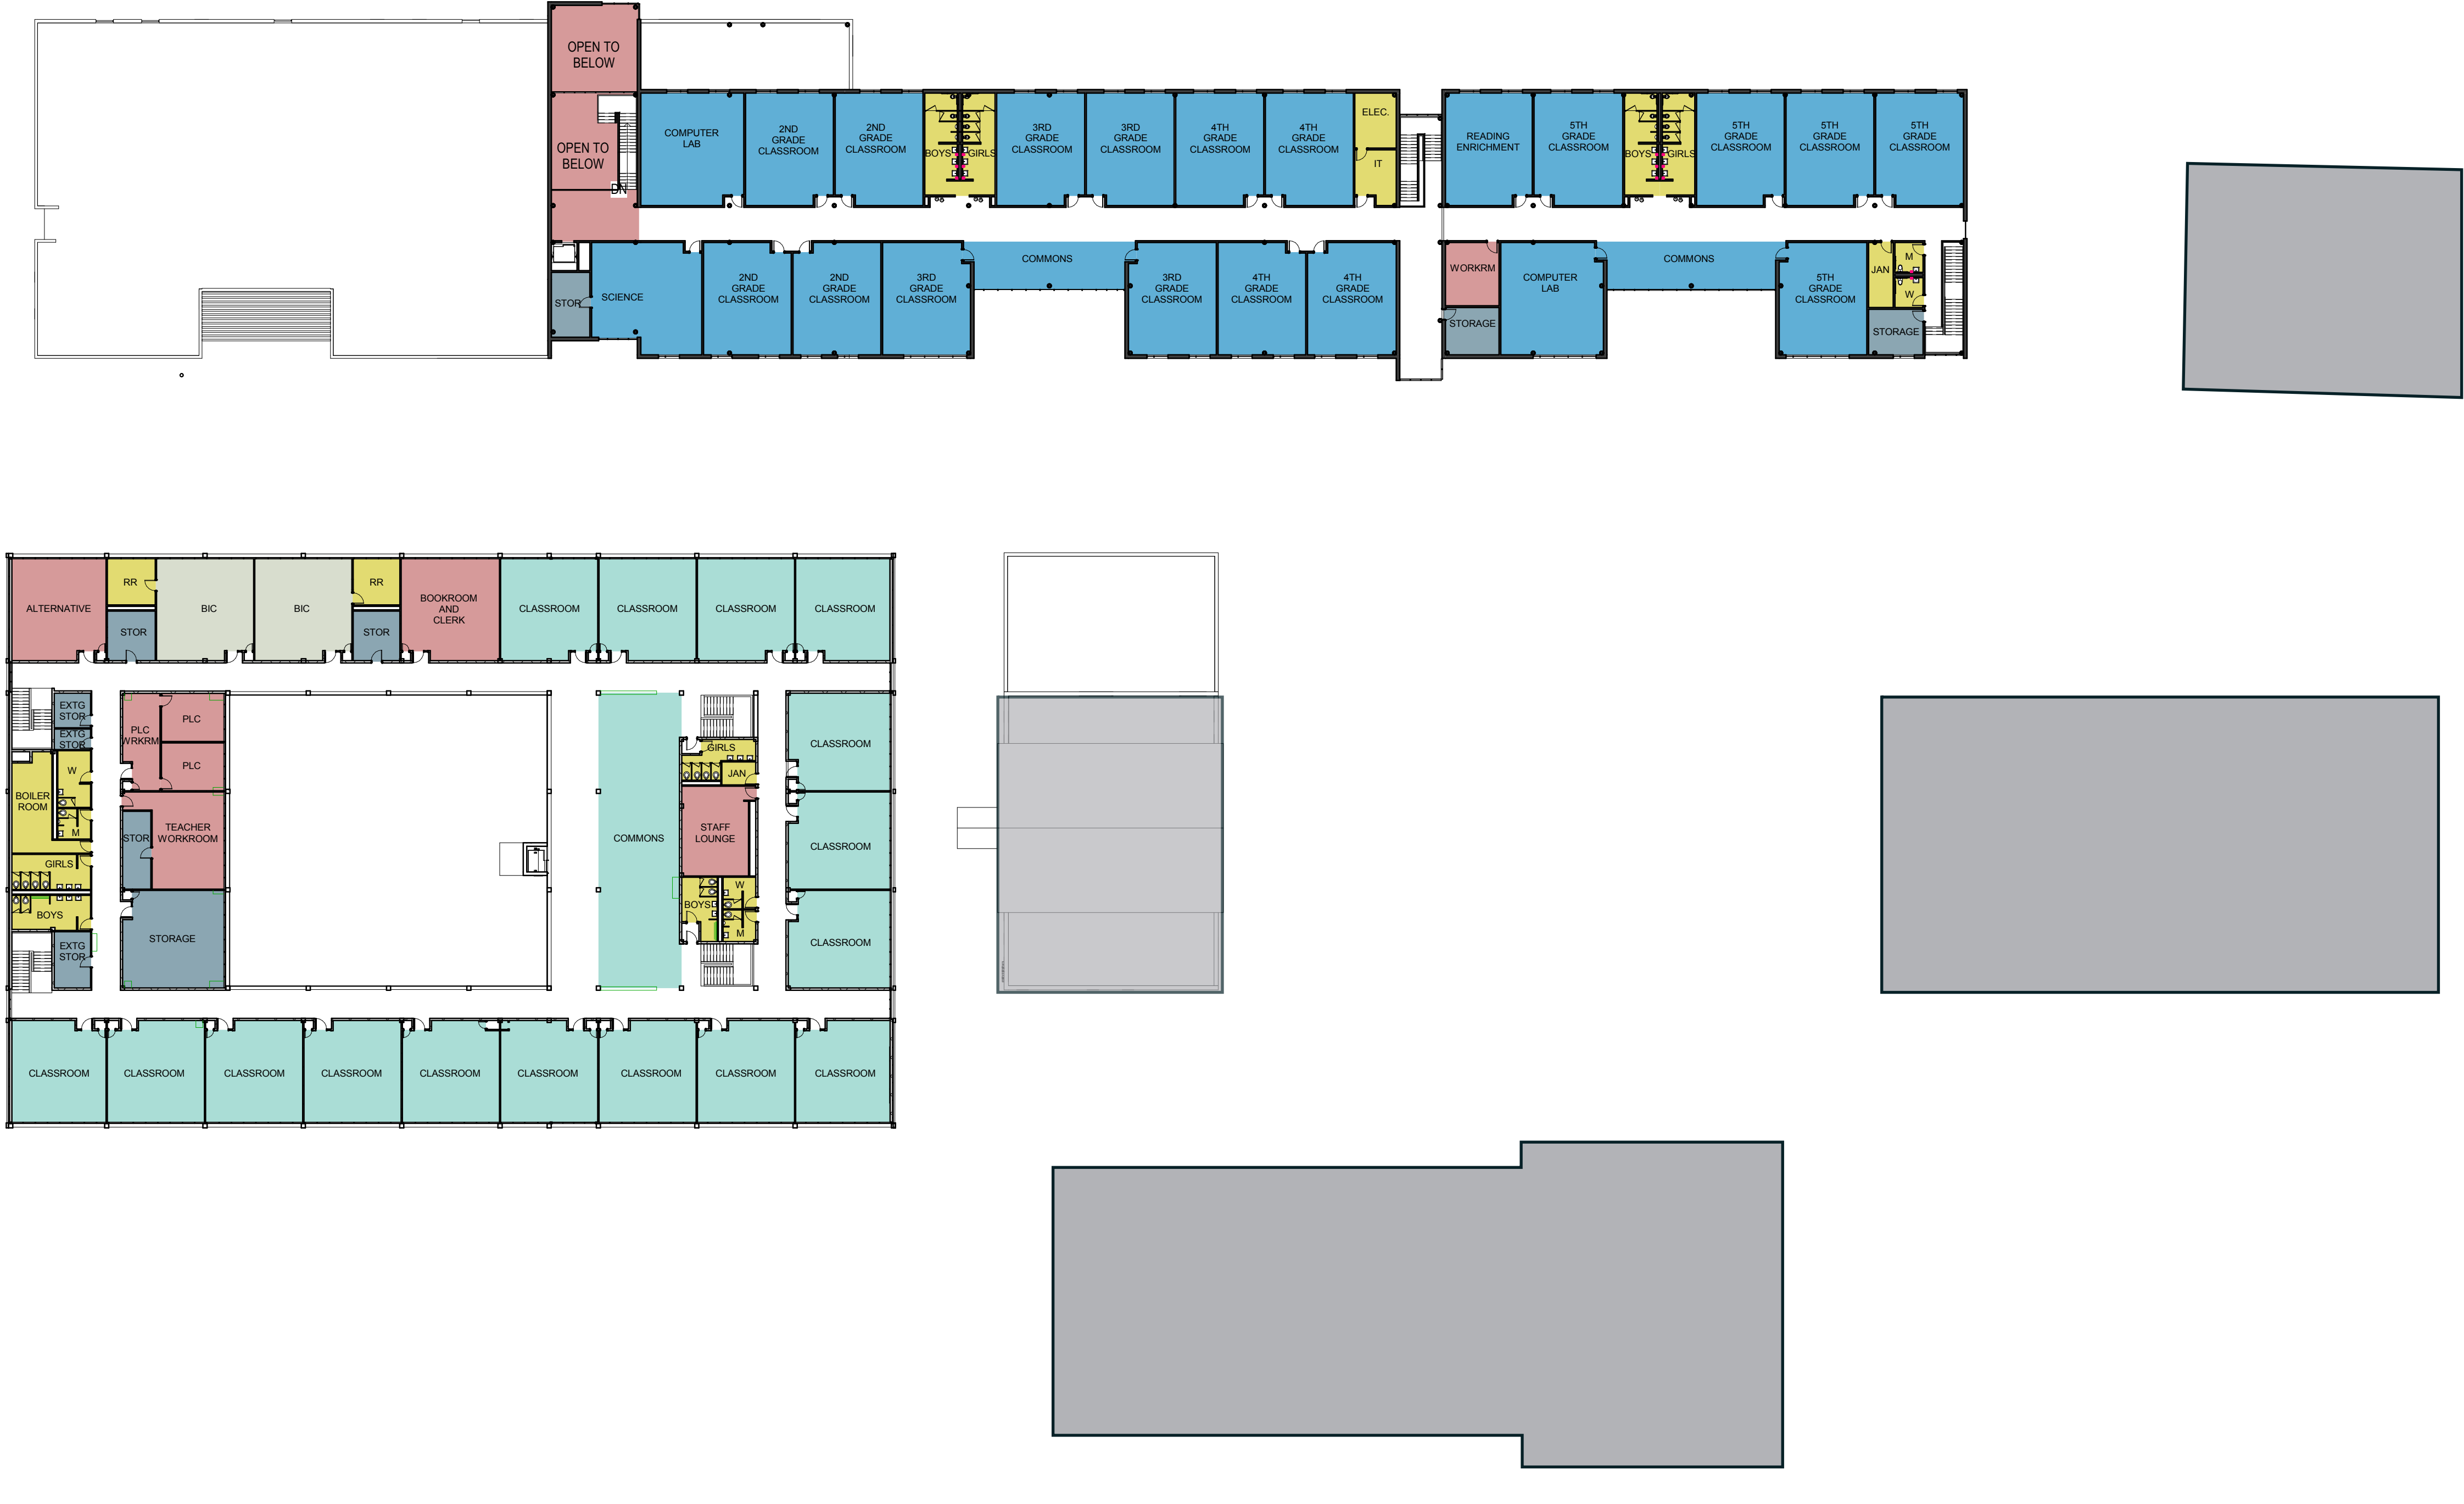 OPEN TO
BELOW
OPEN TO
BELOW
DN
COMPUTER
LAB
2ND
GRADE
CLASSROOM
2ND
GRADE
CLASSROOM
BOYS
GIRLS
3RD
GRADE
CLASSROOM
3RD
GRADE
CLASSROOM
4TH
GRADE
CLASSROOM
4TH
GRADE
CLASSROOM
ELEC.
IT
READING
ENRICHMENT
5TH
GRADE
CLASSROOM
BOYS
GIRLS
5TH
GRADE
CLASSROOM
5TH
GRADE
CLASSROOM
5TH
GRADE
CLASSROOM
STOR
SCIENCE
2ND
GRADE
CLASSROOM
2ND
GRADE
CLASSROOM
3RD
GRADE
CLASSROOM
COMMONS
3RD
GRADE
CLASSROOM
4TH
GRADE
CLASSROOM
4TH
GRADE
CLASSROOM
WORKRM
STORAGE
COMPUTER
LAB
COMMONS
5TH
GRADE
CLASSROOM
JAN
M
W
STORAGE
ALTERNATIVE
RR
STOR
BIC
BIC
RR
STOR
BOOKROOM
AND
CLERK
CLASSROOM
CLASSROOM
CLASSROOM
CLASSROOM
EXTG
STOR
EXTG
STOR
W
BOILER
ROOM
M
GIRLS
BOYS
EXTG
STOR
PLC
WRKRM
PLC
PLC
STOR
TEACHER
WORKROOM
STORAGE
COMMONS
GIRLS
JAN
STAFF
LOUNGE
BOYS
W
M
CLASSROOM
CLASSROOM
CLASSROOM
CLASSROOM
CLASSROOM
CLASSROOM
CLASSROOM
CLASSROOM
CLASSROOM
CLASSROOM
CLASSROOM
CLASSROOM